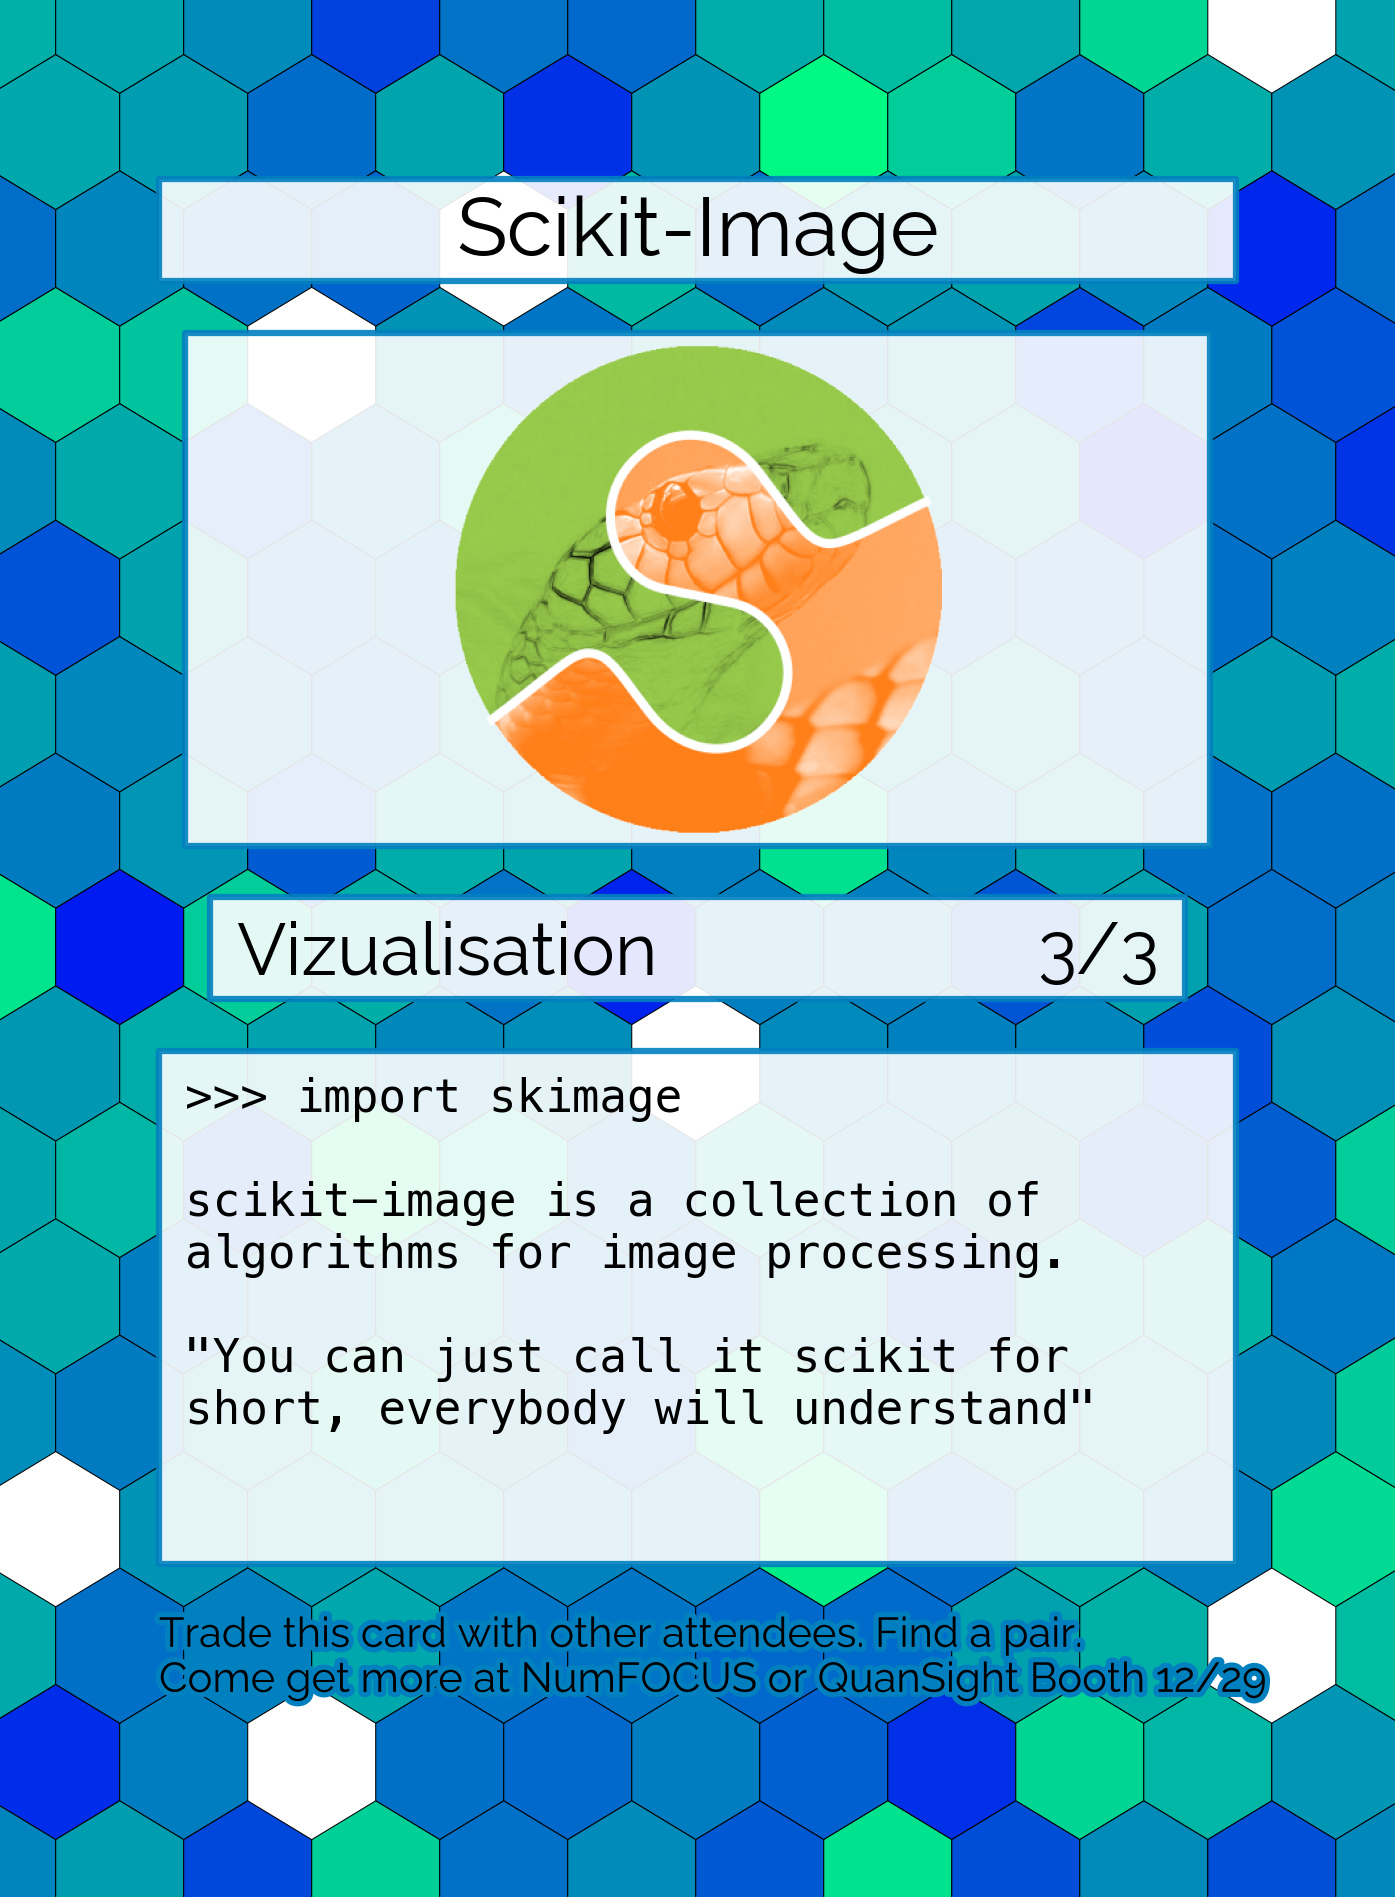 Scikit-Image
Vizualisation 3/3
>>> import skimage
scikit-image is a collection of
algorithms for image processing.
"You can just call it scikit for
short, everybody will understand"
Trade this card with other attendees. Find a pair.
Come get more at NumFOCUS or QuanSight Booth 12/29